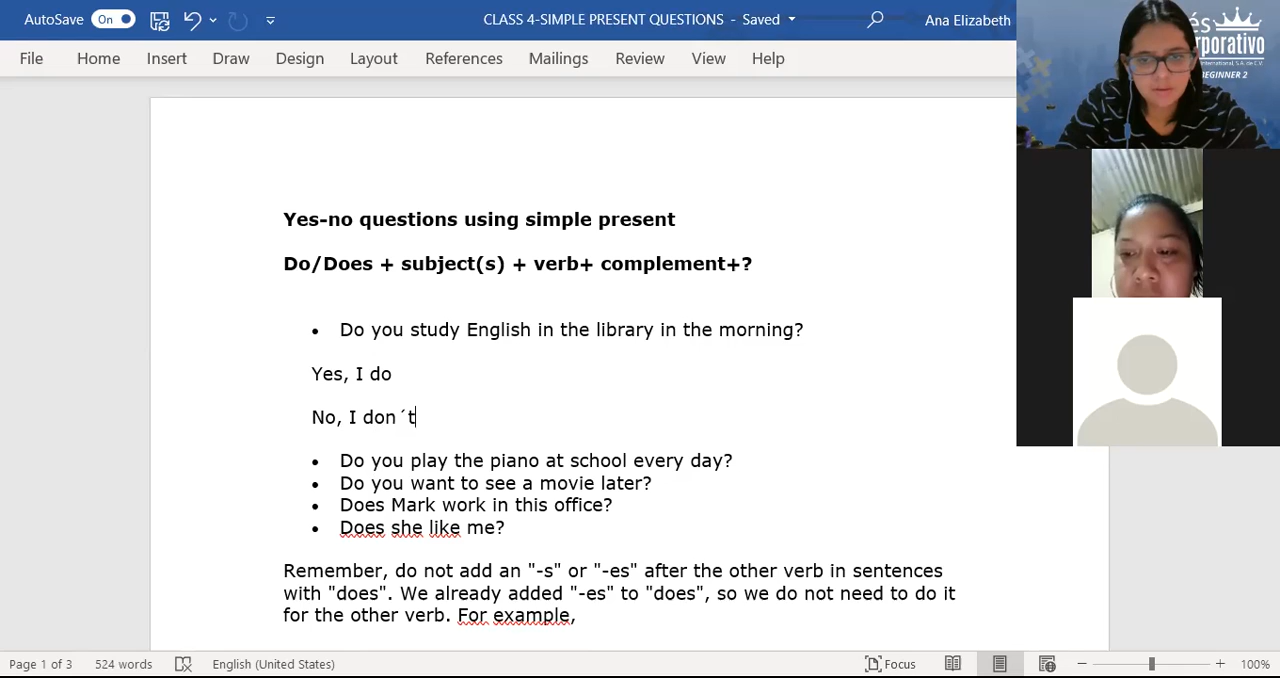 AutoSave On CLASS 4-SIMPLE PRESENT QUESTIONS - Saved Ana Elizabeth
File Home Insert Draw Design Layout References Mailings Review View Help
és
rporativo
International, S.A. de C.V.
BEGINNER 2
Yes-no questions using simple present
Do/Does + subject(s) + verb+ complement+?
• Do you study English in the library in the morning?
Yes, I do
No, I don´t
• Do you play the piano at school every day?
• Do you want to see a movie later?
• Does Mark work in this office?
• Does she like me?
Remember, do not add an "-s" or "-es" after the other verb in sentences
with "does". We already added "-es" to "does", so we do not need to do it
for the other verb. For example,
Page 1 of 3 524 words English (United States) Focus 100%